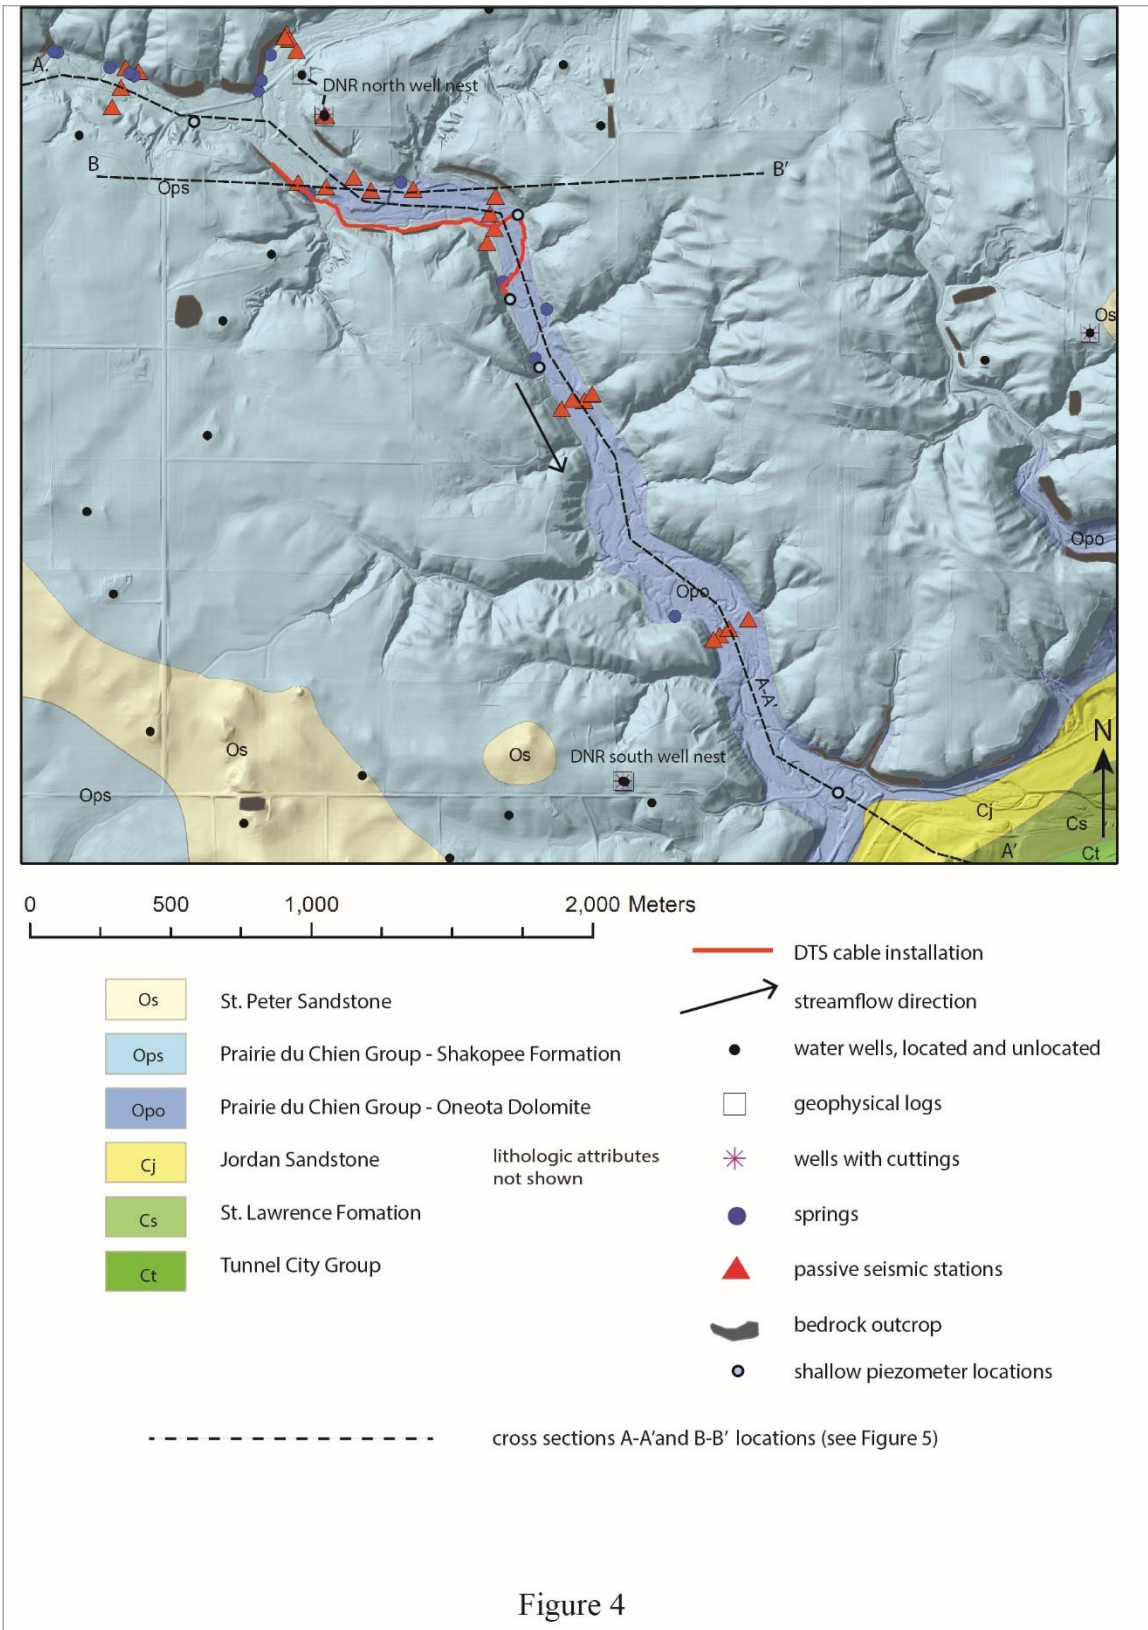 A
DNR north well nest
B
B'
Ops
Os
Opo
Opo
A-A'
Os
Os
DNR south well nest
Ops
N
Cj
Cs
A'
Ct
0 500 1,000 2,000 Meters
DTS cable installation
streamflow direction
Os St. Peter Sandstone
Ops Prairie du Chien Group - Shakopee Formation
water wells, located and unlocated
Opo Prairie du Chien Group - Oneota Dolomite
geophysical logs
Cj Jordan Sandstone
lithologic attributes
not shown
wells with cuttings
Cs St. Lawrence Fomation
springs
Ct Tunnel City Group
passive seismic stations
bedrock outcrop
shallow piezometer locations
cross sections A-A'and B-B' locations (see Figure 5)
Figure 4